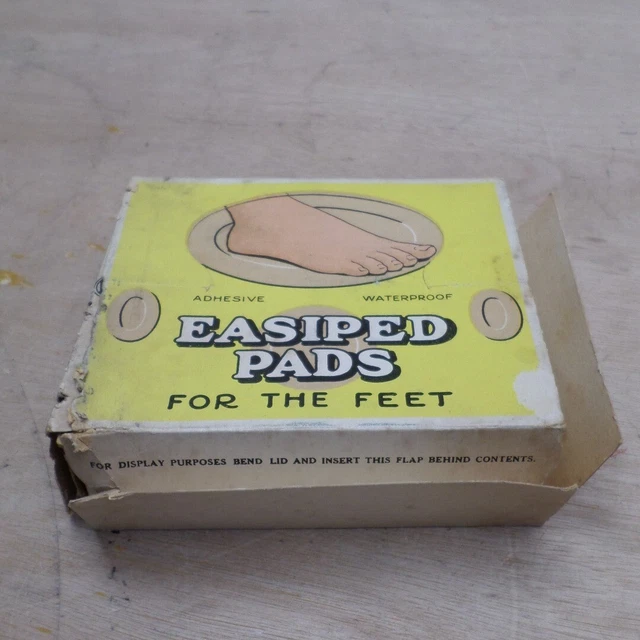 ADHESIVE WATERPROOF
EASIPED
PADS
FOR THE FEET
FOR DISPLAY PURPOSES BEND LID AND INSERT THIS FLAP BEHIND CONTENTS.